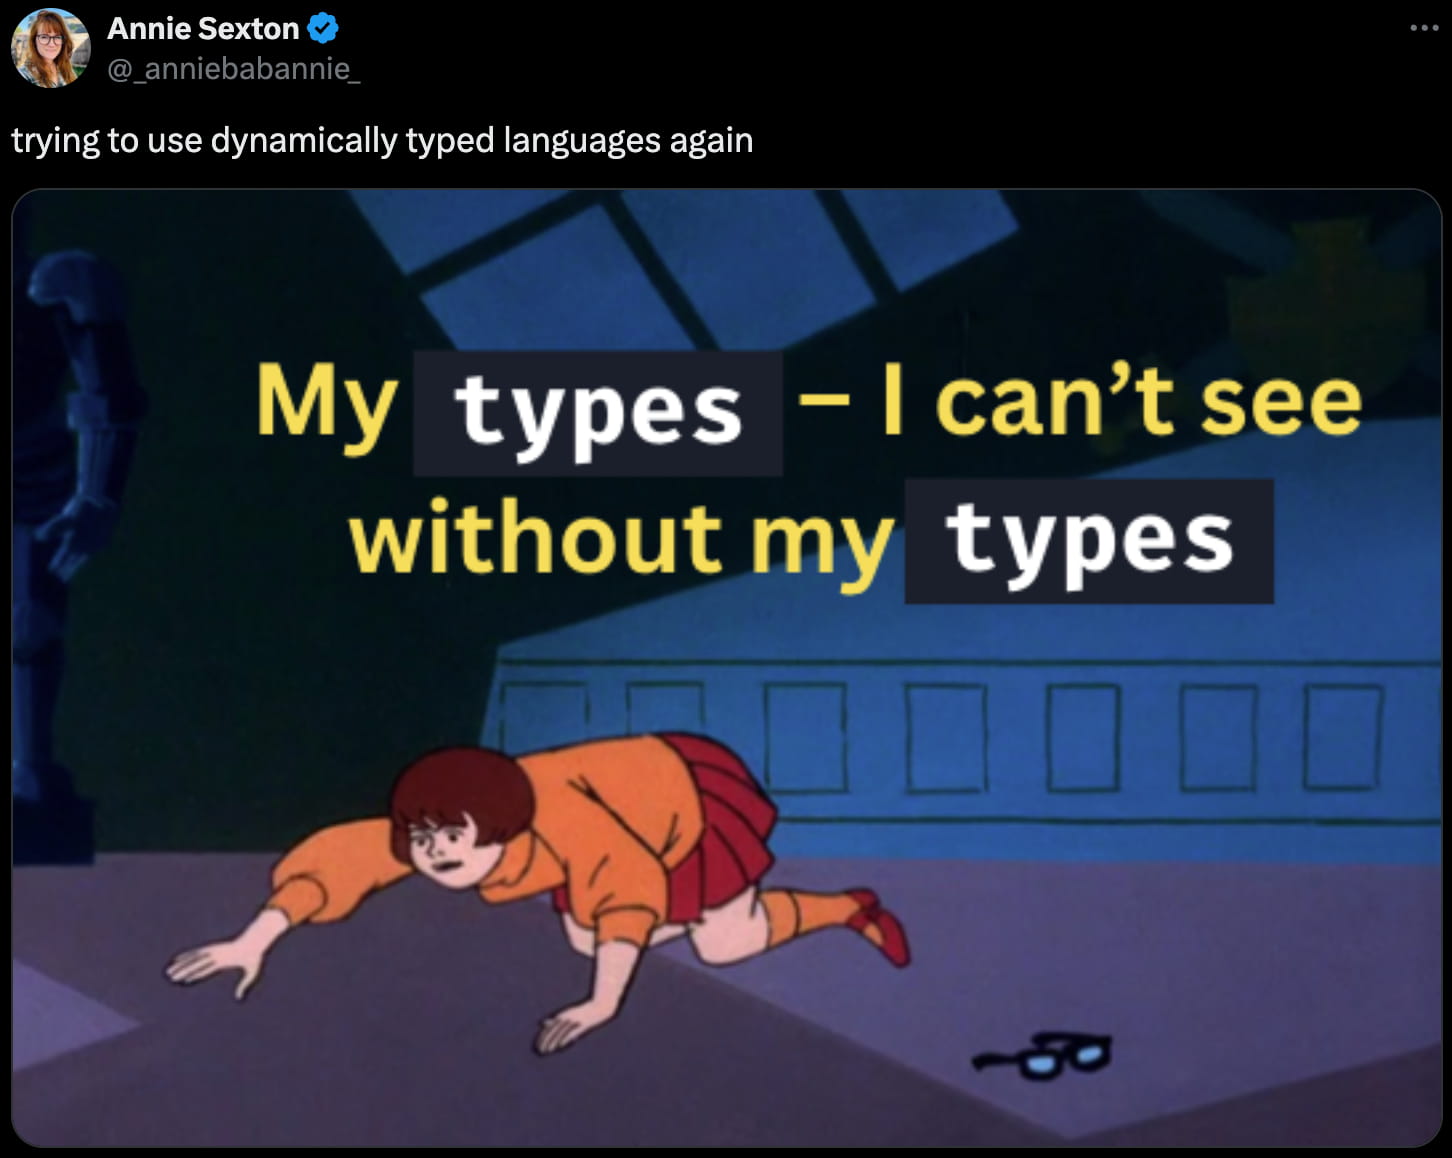 Annie Sexton
@_anniebabannie_
trying to use dynamically typed languages again
My types – I can’t see
without my types